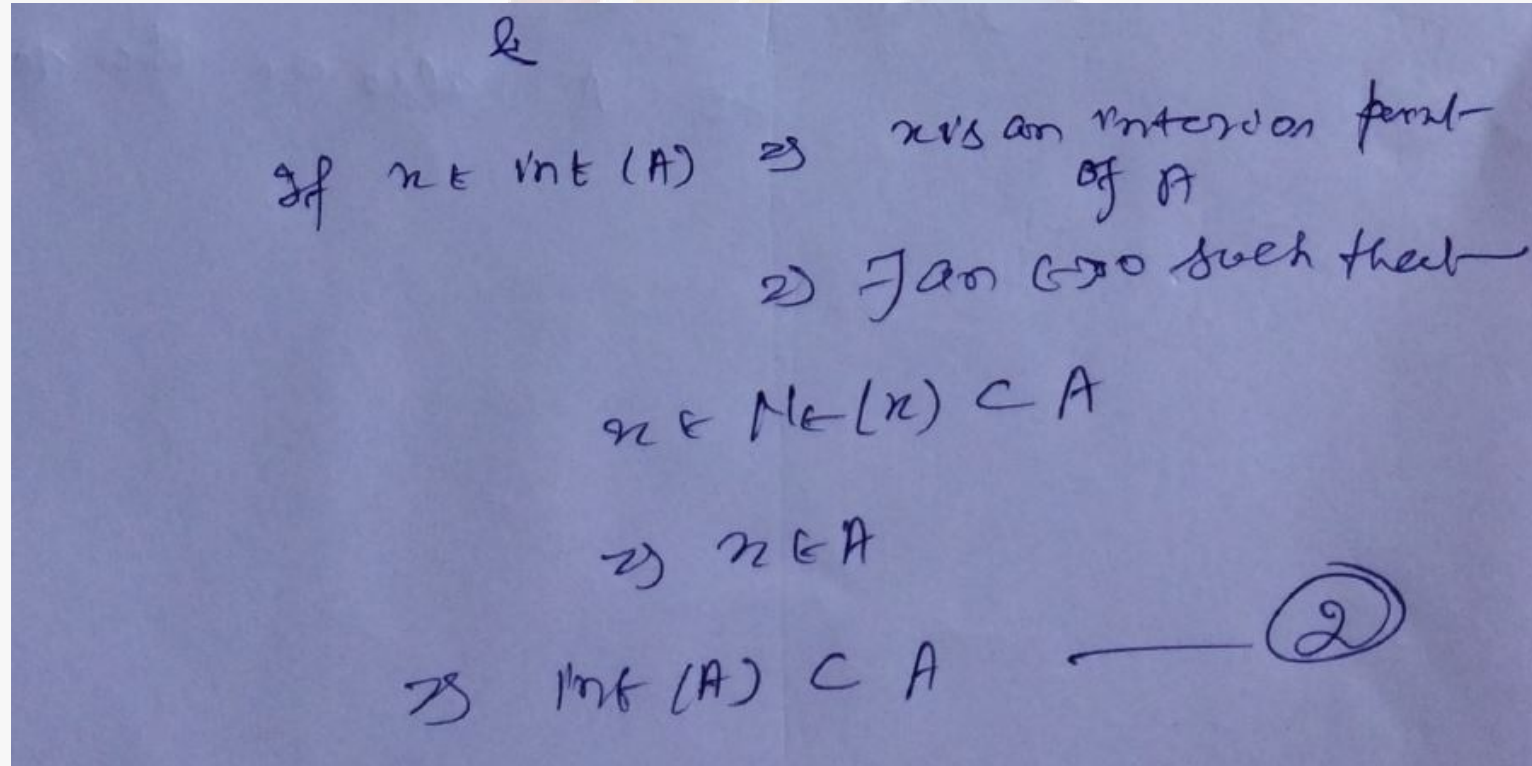 &
If x ∈ int (A) ⇒ x is an interior point
of A
⇒ ∃ an ε>0 such that
x ∈ Nε(x) ⊂ A
⇒ x ∈ A
⇒ int (A) ⊂ A — 2